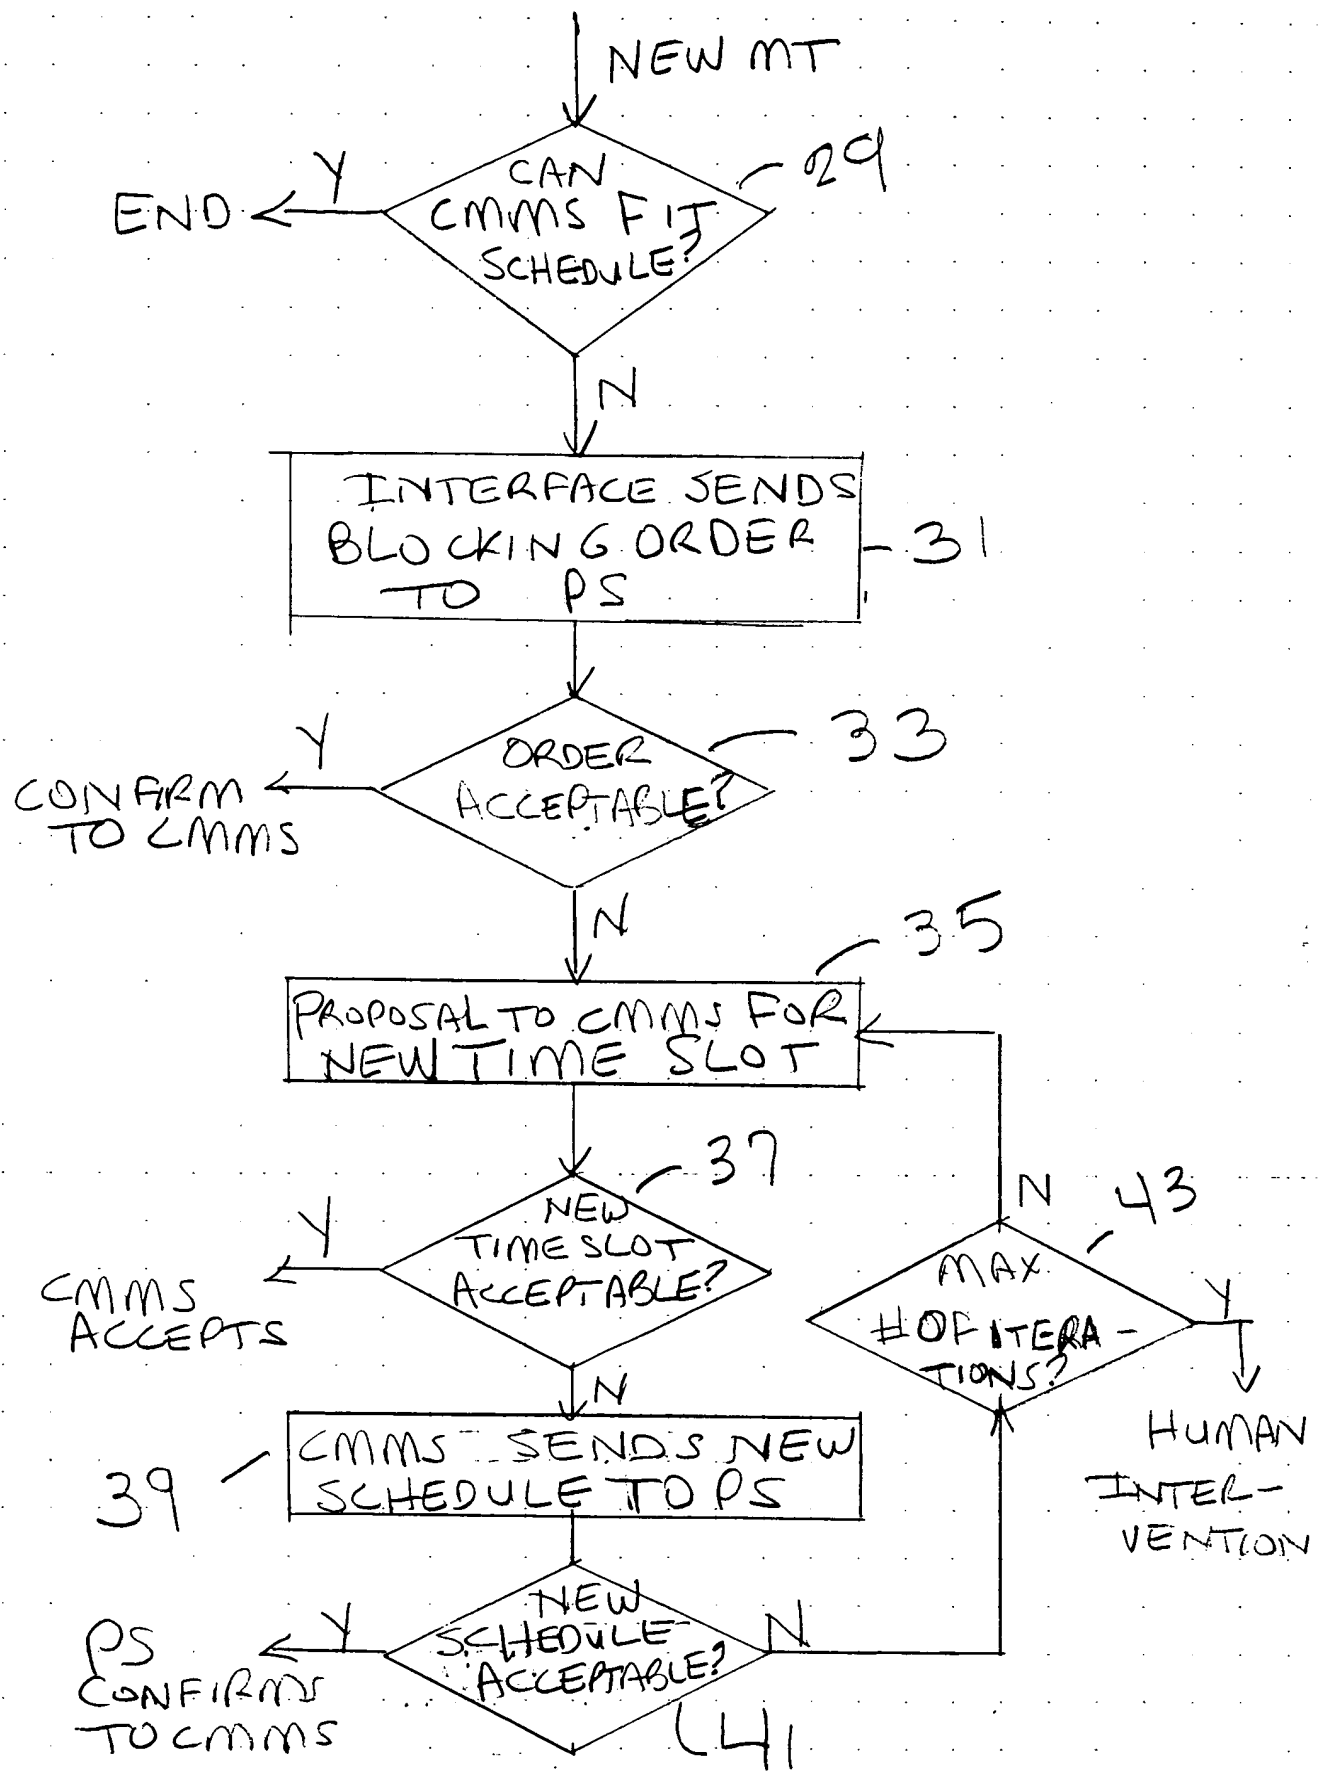 NEW MT
29
CAN
CMMS FIT
SCHEDULE?
Y
END
N
INTERFACE SENDS
BLOCKING ORDER
TO PS
31
33
ORDER
ACCEPTABLE?
Y
CONFIRM
TO CMMS
N
35
PROPOSAL TO CMMS FOR
NEW TIME SLOT
37
NEW
TIME SLOT
ACCEPTABLE?
Y
CMMS
ACCEPTS
N
43
MAX
# OF ITERA-
TIONS?
Y
HUMAN
INTER-
VENTION
N
CMMS SENDS NEW
SCHEDULE TO PS
39
NEW
SCHEDULE
ACCEPTABLE?
Y
N
PS
CONFIRMS
TO CMMS
41